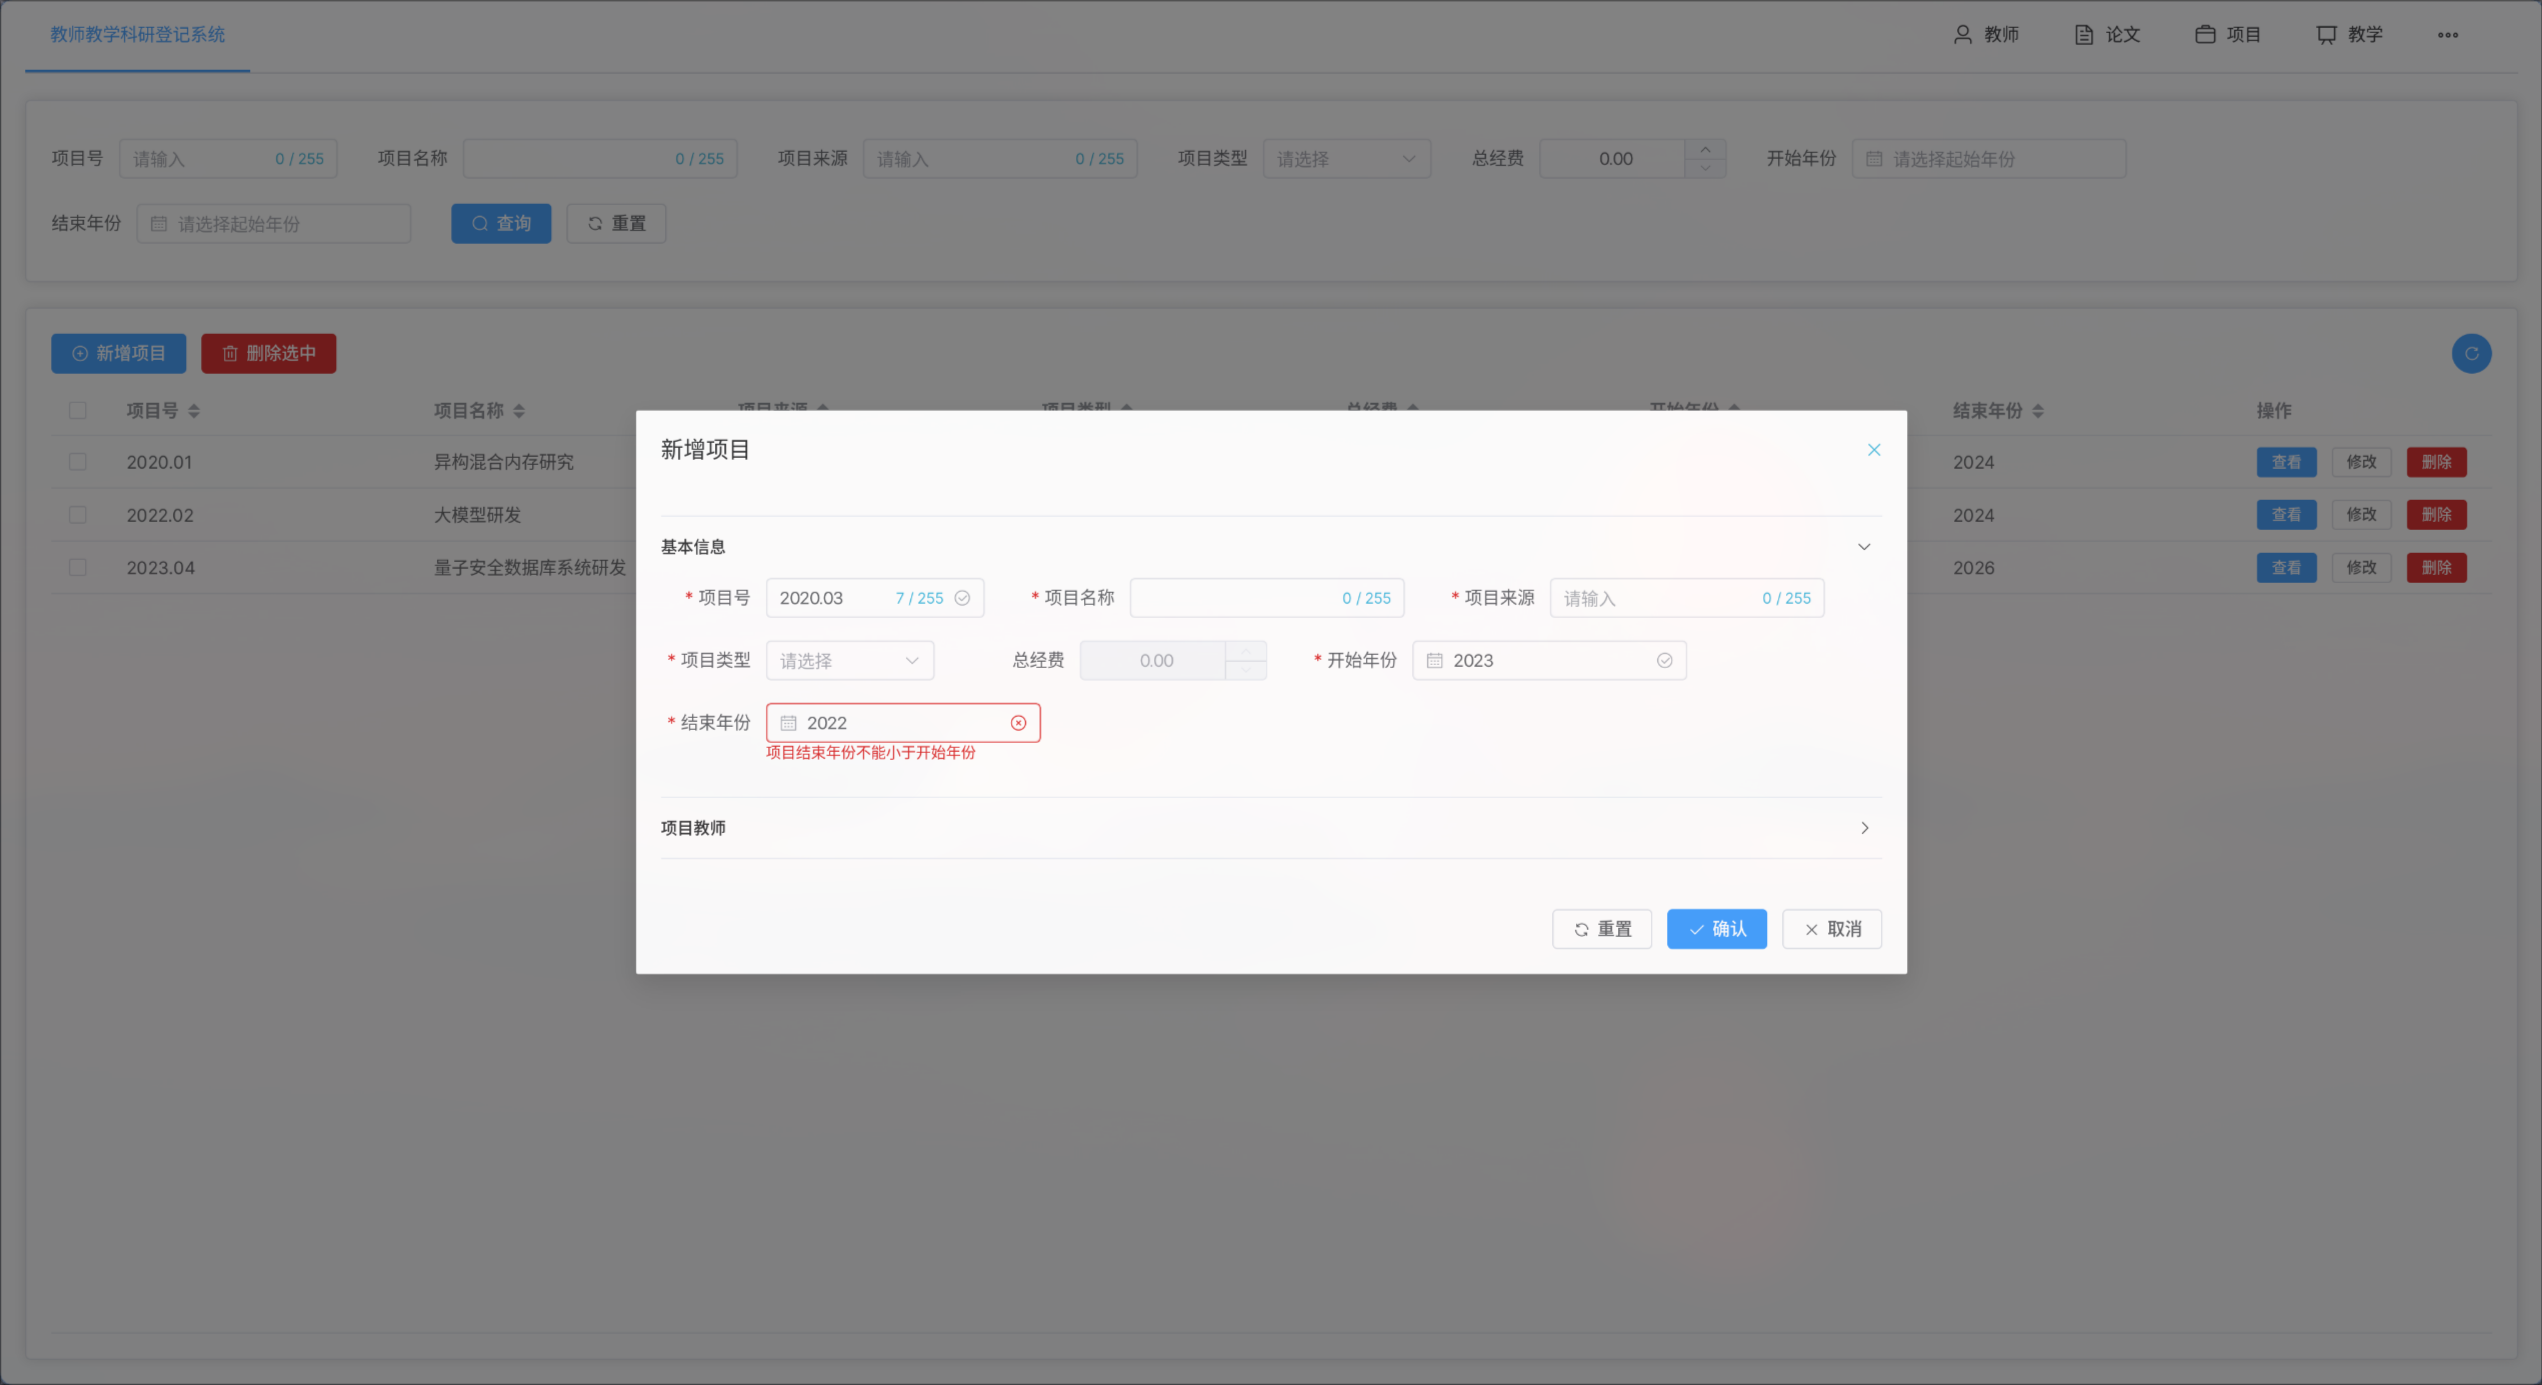 教师教学科研登记系统 教师 论文 项目 教学
项目号 请输入 0 / 255 项目名称 0 / 255 项目来源 请输入 0 / 255 项目类型 请选择 总经费 0.00 开始年份 请选择起始年份
结束年份 请选择起始年份 查询 重置
新增项目 删除选中
项目号 项目名称 项目来源 项目类型 总经费 开始年份 结束年份 操作
2020.01 异构混合内存研究 2024 查看 修改 删除
2022.02 大模型研发 2024 查看 修改 删除
2023.04 量子安全数据库系统研发 2026 查看 修改 删除
新增项目
基本信息
* 项目号 2020.03 7 / 255 * 项目名称 0 / 255 * 项目来源 请输入 0 / 255
* 项目类型 请选择 总经费 0.00 * 开始年份 2023
* 结束年份 2022
项目结束年份不能小于开始年份
项目教师
重置 确认 取消